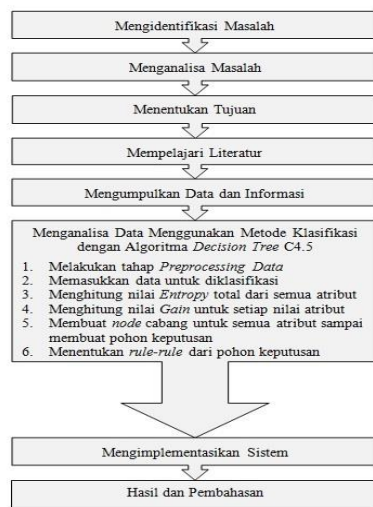 Mengidentifikasi Masalah
Menganalisa Masalah
Menentukan Tujuan
Mempelajari Literatur
Mengumpulkan Data dan Informasi
Menganalisa Data Menggunakan Metode Klasifikasi
dengan Algoritma Decision Tree C4.5
1. Melakukan tahap Preprocessing Data
2. Memasukkan data untuk diklasifikasi
3. Menghitung nilai Entropy total dari semua atribut
4. Menghitung nilai Gain untuk setiap nilai atribut
5. Membuat node cabang untuk semua atribut sampai
membuat pohon keputusan
6. Menentukan rule-rule dari pohon keputusan
Mengimplementasikan Sistem
Hasil dan Pembahasan